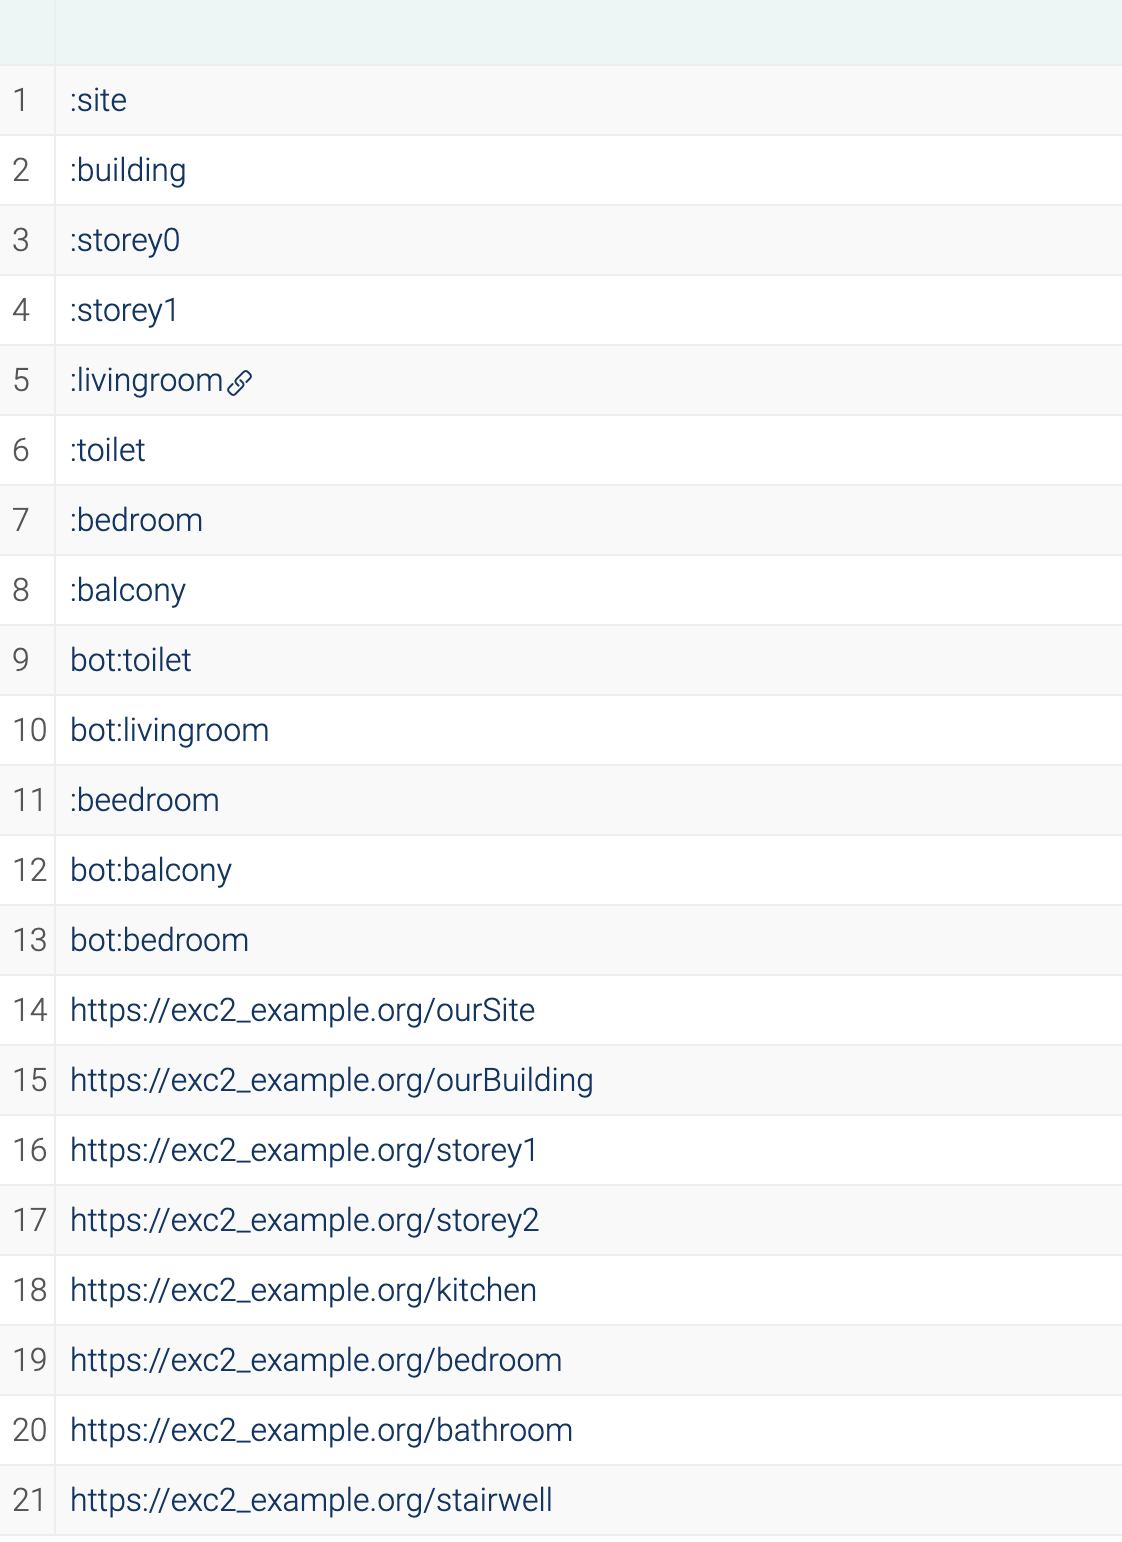 1 :site
2 :building
3 :storey0
4 :storey1
5 :livingroom
6 :toilet
7 :bedroom
8 :balcony
9 bot:toilet
10 bot:livingroom
11 :beedroom
12 bot:balcony
13 bot:bedroom
14 https://exc2_example.org/ourSite
15 https://exc2_example.org/ourBuilding
16 https://exc2_example.org/storey1
17 https://exc2_example.org/storey2
18 https://exc2_example.org/kitchen
19 https://exc2_example.org/bedroom
20 https://exc2_example.org/bathroom
21 https://exc2_example.org/stairwell